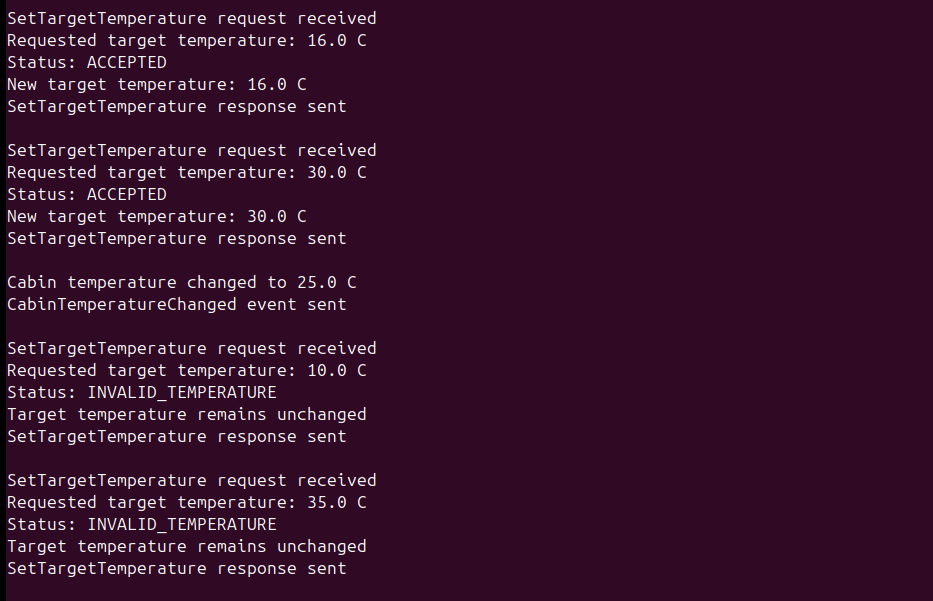 SetTargetTemperature request received
Requested target temperature: 16.0 C
Status: ACCEPTED
New target temperature: 16.0 C
SetTargetTemperature response sent

SetTargetTemperature request received
Requested target temperature: 30.0 C
Status: ACCEPTED
New target temperature: 30.0 C
SetTargetTemperature response sent

Cabin temperature changed to 25.0 C
CabinTemperatureChanged event sent

SetTargetTemperature request received
Requested target temperature: 10.0 C
Status: INVALID_TEMPERATURE
Target temperature remains unchanged
SetTargetTemperature response sent

SetTargetTemperature request received
Requested target temperature: 35.0 C
Status: INVALID_TEMPERATURE
Target temperature remains unchanged
SetTargetTemperature response sent